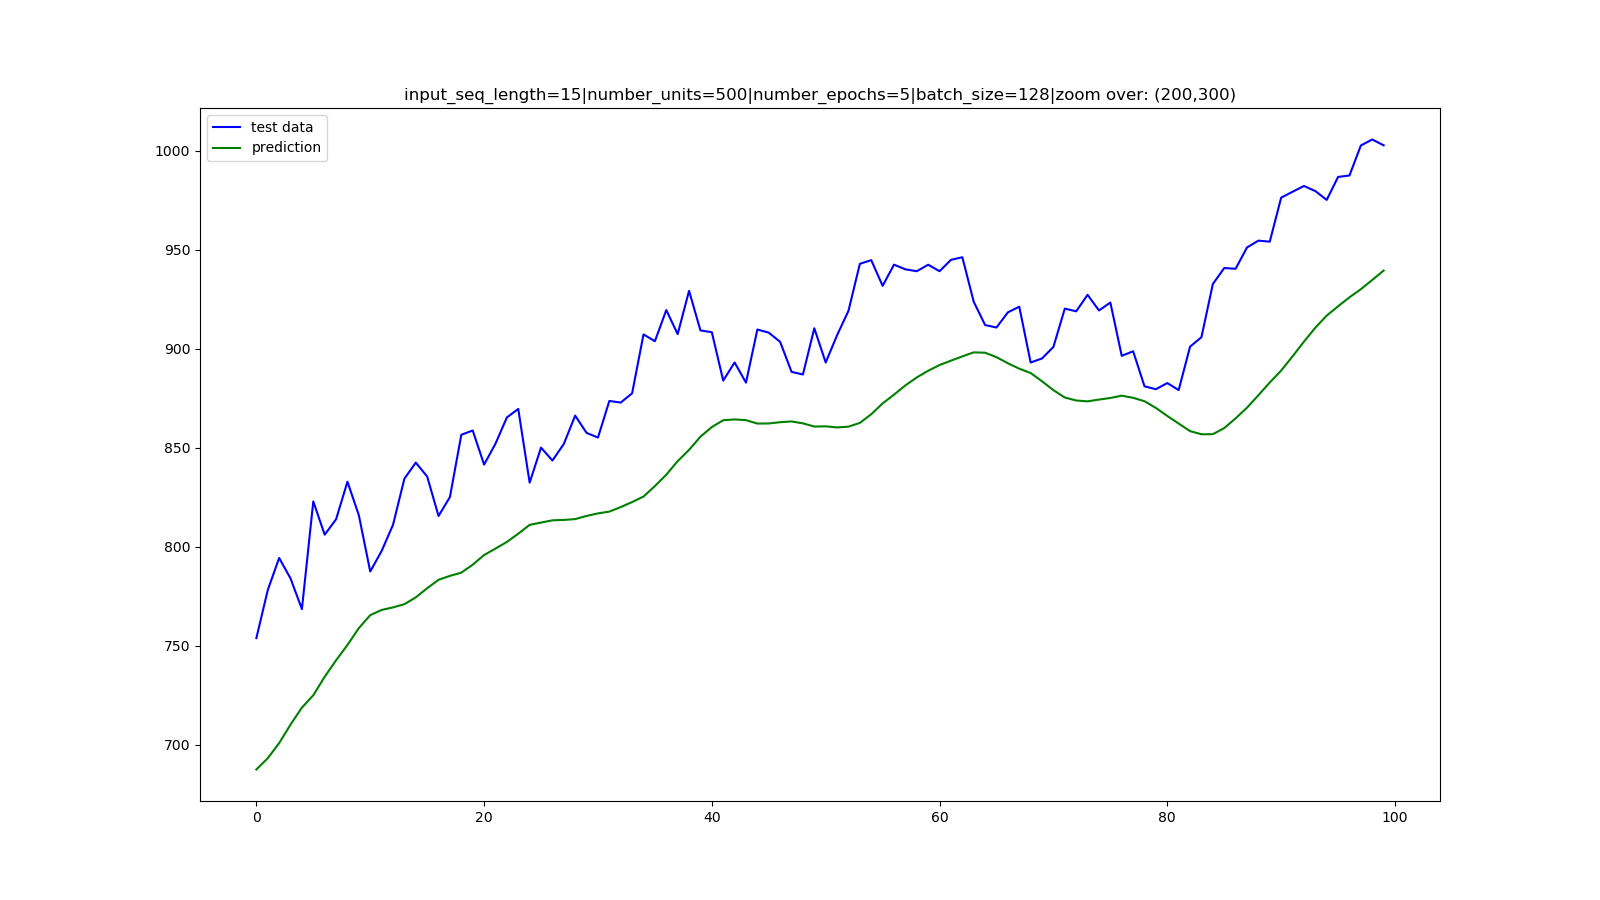 input_seq_length=15|number_units=500|number_epochs=5|batch_size=128|zoom over: (200,300)
test data
prediction
1000
950
900
850
800
750
700
0 20 40 60 80 100